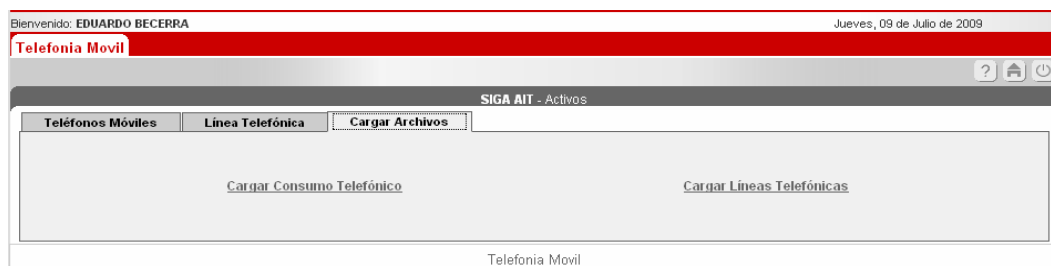 Bienvenido: EDUARDO BECERRA Jueves, 09 de Julio de 2009
Telefonia Movil
?
SIGA AIT - Activos
Teléfonos Móviles Línea Telefónica Cargar Archivos
Cargar Consumo Telefónico Cargar Líneas Telefónicas
Telefonia Movil